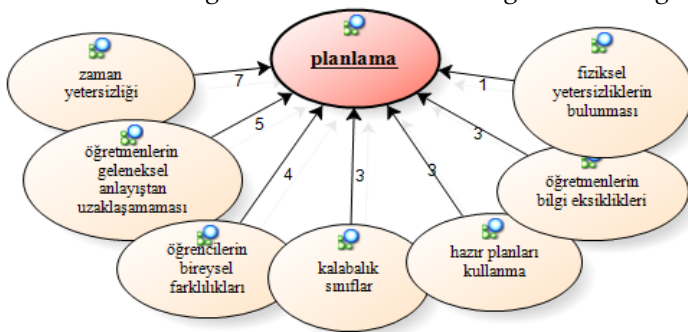 planlama
zaman
yetersizliği
7
öğretmenlerin
geleneksel
anlayıştan
uzaklaşamaması
5
öğrencilerin
bireysel
farklılıkları
4
kalabalık
sınıflar
3
hazır planları
kullanma
3
öğretmenlerin
bilgi eksiklikleri
3
fiziksel
yetersizliklerin
bulunması
1